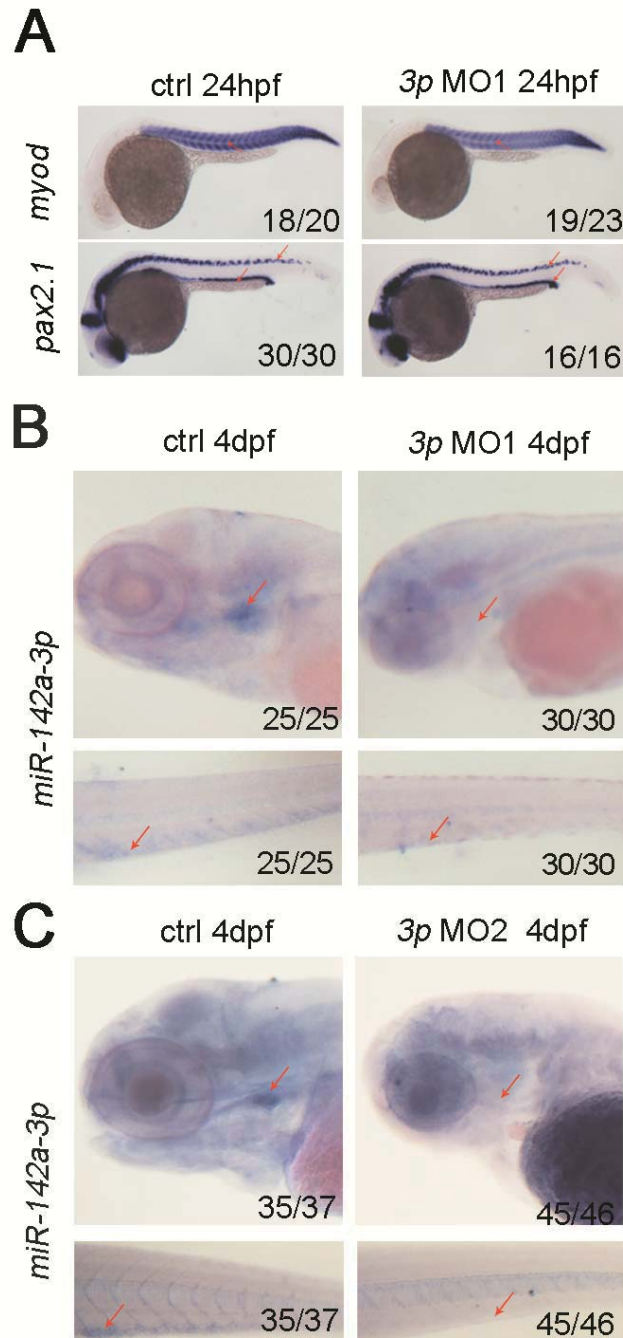 A
ctrl 24hpf 3p MO1 24hpf
myod
18/20 19/23
pax2.1
30/30 16/16
B
ctrl 4dpf 3p MO1 4dpf
miR-142a-3p
25/25 30/30
25/25 30/30
C
ctrl 4dpf 3p MO2 4dpf
miR-142a-3p
35/37 45/46
35/37 45/46